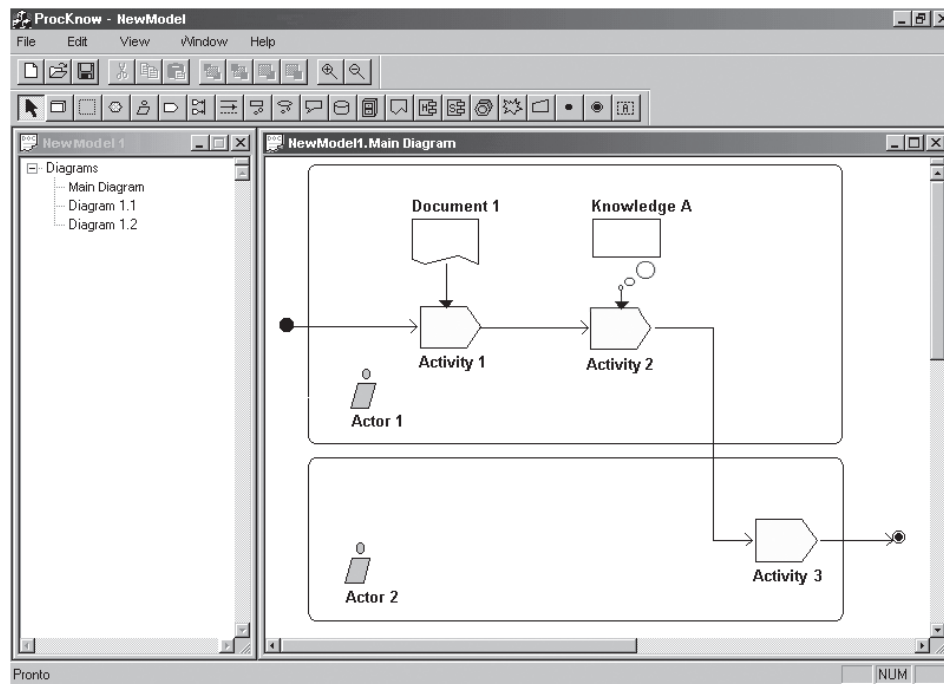 ProcKnow - NewModel
File Edit View Window Help
NewModel 1
Diagrams
Main Diagram
Diagram 1.1
Diagram 1.2
NewModel1.Main Diagram
Document 1 Knowledge A
Activity 1 Activity 2
Actor 1
Activity 3
Actor 2
Pronto NUM